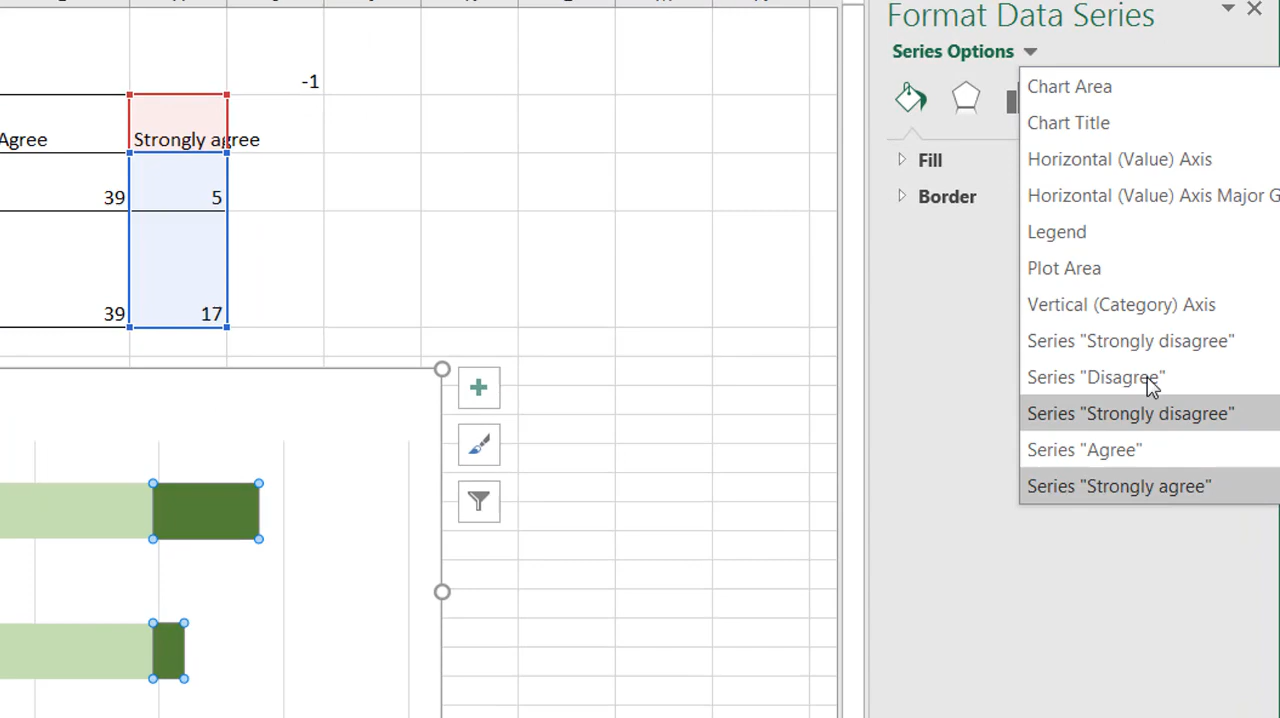 Format Data Series
Series Options
-1
Agree
Strongly agree
39
5
39
17
Fill
Border
Chart Area
Chart Title
Horizontal (Value) Axis
Horizontal (Value) Axis Major G
Legend
Plot Area
Vertical (Category) Axis
Series "Strongly disagree"
Series "Disagree"
Series "Strongly disagree"
Series "Agree"
Series "Strongly agree"